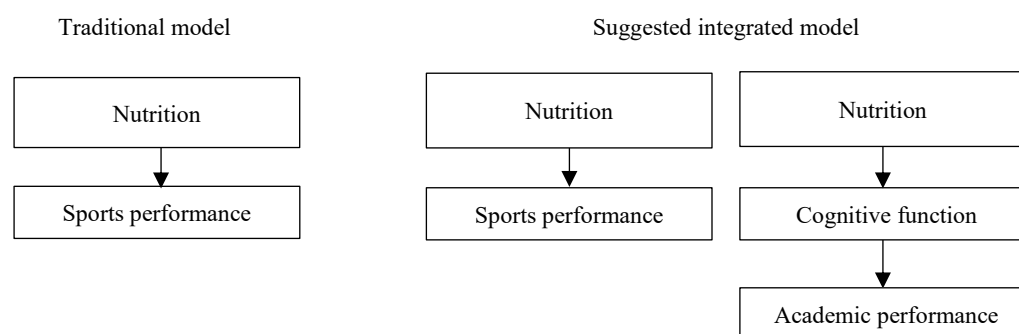 Traditional model
Suggested integrated model
Nutrition
Nutrition
Nutrition
Sports performance
Sports performance
Cognitive function
Academic performance